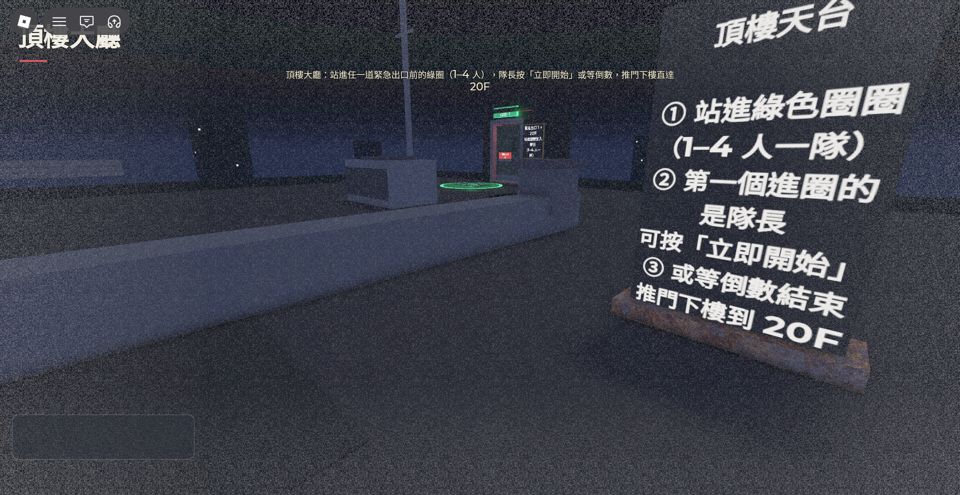 頂樓大廳
頂樓大廳：站進任一道緊急出口前的綠圈（1–4 人），隊長按「立即開始」或等倒數，推門下樓直達
20F
頂樓天台
① 站進綠色圈圈
（1–4 人一隊）
② 第一個進圈的
是隊長
可按「立即開始」
③ 或等倒數結束
推門下樓到 20F